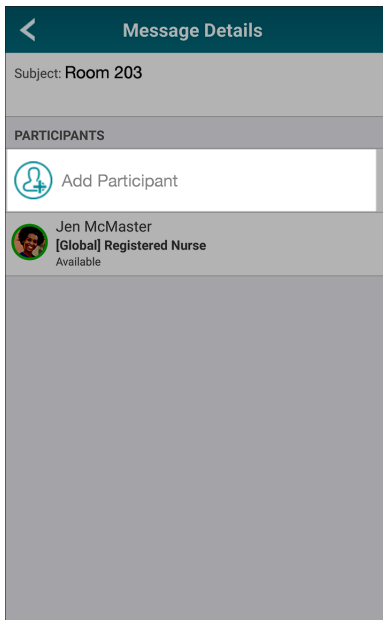 Message Details
Subject: Room 203
PARTICIPANTS
Add Participant
Jen McMaster
[Global] Registered Nurse
Available